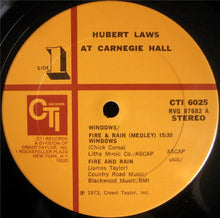 HUBERT LAWS
AT CARNEGIE HALL
SIDE 1
CTI 6025
RVG 87682 A
STEREO
CTI
RECORDS
CTI RECORDS
A DIVISION OF
CREED TAYLOR, INC.
1 ROCKEFELLER PLAZA
NEW YORK, N.Y.
10020
WINDOWS/
FIRE & RAIN (MEDLEY) 15:30
WINDOWS
(Chick Corea)
Litha Music Co./ASCAP
ASCAP
FIRE AND RAIN
(James Taylor)
Country Road Music/
Blackwood Music/BMI
℗ 1973, Creed Taylor, Inc.